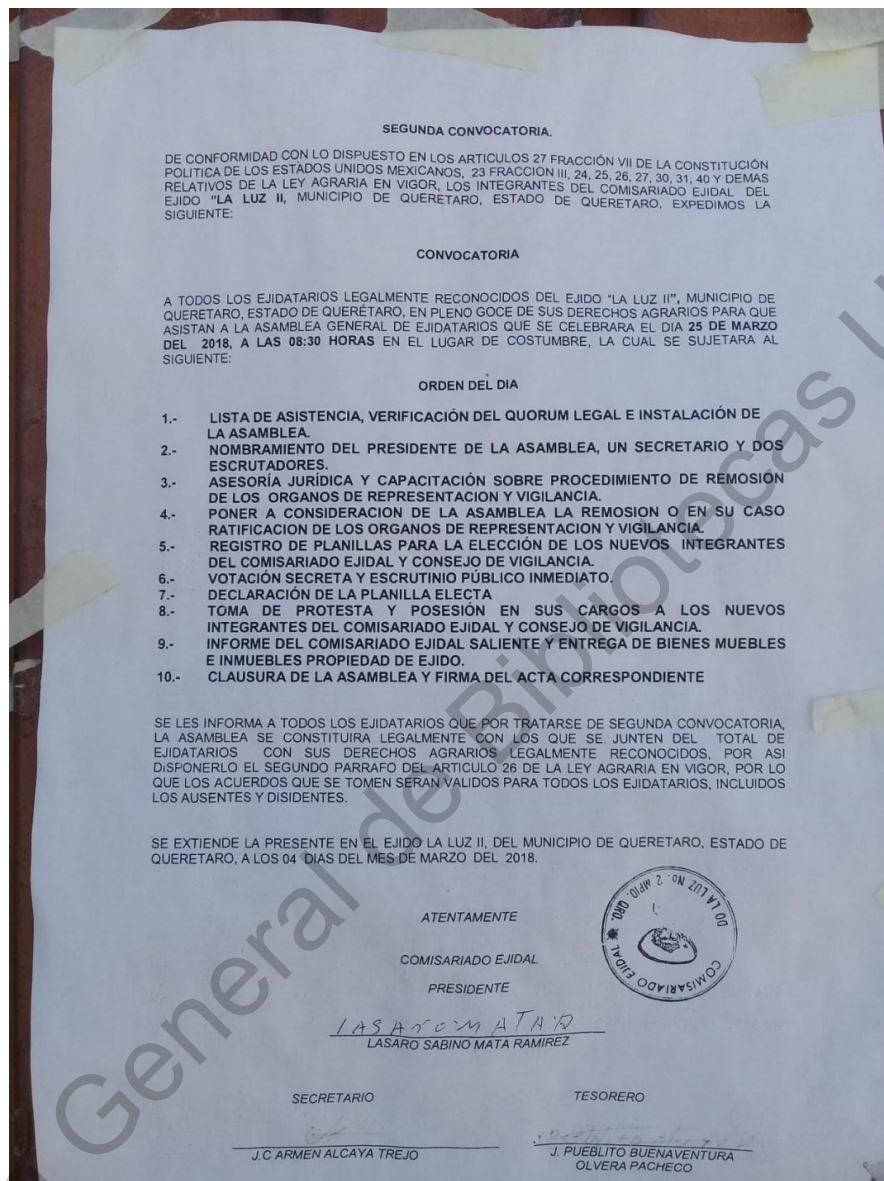 SEGUNDA CONVOCATORIA.
DE CONFORMIDAD CON LO DISPUESTO EN LOS ARTICULOS 27 FRACCIÓN VII DE LA CONSTITUCIÓN
POLITICA DE LOS ESTADOS UNIDOS MEXICANOS, 23 FRACCION III, 24, 25, 26, 27, 30, 31, 40 Y DEMAS
RELATIVOS DE LA LEY AGRARIA EN VIGOR, LOS INTEGRANTES DEL COMISARIADO EJIDAL DEL
EJIDO "LA LUZ II, MUNICIPIO DE QUERETARO, ESTADO DE QUERETARO, EXPEDIMOS LA
SIGUIENTE:
CONVOCATORIA
A TODOS LOS EJIDATARIOS LEGALMENTE RECONOCIDOS DEL EJIDO "LA LUZ II", MUNICIPIO DE
QUERETARO, ESTADO DE QUERÉTARO, EN PLENO GOCE DE SUS DERECHOS AGRARIOS PARA QUE
ASISTAN A LA ASAMBLEA GENERAL DE EJIDATARIOS QUE SE CELEBRARA EL DIA 25 DE MARZO
DEL 2018, A LAS 08:30 HORAS EN EL LUGAR DE COSTUMBRE, LA CUAL SE SUJETARA AL
SIGUIENTE:
ORDEN DEL DIA
1.- LISTA DE ASISTENCIA, VERIFICACIÓN DEL QUORUM LEGAL E INSTALACIÓN DE
LA ASAMBLEA.
2.- NOMBRAMIENTO DEL PRESIDENTE DE LA ASAMBLEA, UN SECRETARIO Y DOS
ESCRUTADORES.
3.- ASESORÍA JURÍDICA Y CAPACITACIÓN SOBRE PROCEDIMIENTO DE REMOSIÓN
DE LOS ORGANOS DE REPRESENTACION Y VIGILANCIA.
4.- PONER A CONSIDERACION DE LA ASAMBLEA LA REMOSION O EN SU CASO
RATIFICACION DE LOS ORGANOS DE REPRESENTACION Y VIGILANCIA.
5.- REGISTRO DE PLANILLAS PARA LA ELECCIÓN DE LOS NUEVOS INTEGRANTES
DEL COMISARIADO EJIDAL Y CONSEJO DE VIGILANCIA.
6.- VOTACIÓN SECRETA Y ESCRUTINIO PÚBLICO INMEDIATO.
7.- DECLARACIÓN DE LA PLANILLA ELECTA
8.- TOMA DE PROTESTA Y POSESIÓN EN SUS CARGOS A LOS NUEVOS
INTEGRANTES DEL COMISARIADO EJIDAL Y CONSEJO DE VIGILANCIA.
9.- INFORME DEL COMISARIADO EJIDAL SALIENTE Y ENTREGA DE BIENES MUEBLES
E INMUEBLES PROPIEDAD DE EJIDO.
10.- CLAUSURA DE LA ASAMBLEA Y FIRMA DEL ACTA CORRESPONDIENTE
SE LES INFORMA A TODOS LOS EJIDATARIOS QUE POR TRATARSE DE SEGUNDA CONVOCATORIA,
LA ASAMBLEA SE CONSTITUIRA LEGALMENTE CON LOS QUE SE JUNTEN DEL TOTAL DE
EJIDATARIOS CON SUS DERECHOS AGRARIOS LEGALMENTE RECONOCIDOS, POR ASI
DISPONERLO EL SEGUNDO PARRAFO DEL ARTICULO 26 DE LA LEY AGRARIA EN VIGOR, POR LO
QUE LOS ACUERDOS QUE SE TOMEN SERAN VALIDOS PARA TODOS LOS EJIDATARIOS, INCLUIDOS
LOS AUSENTES Y DISIDENTES.
SE EXTIENDE LA PRESENTE EN EL EJIDO LA LUZ II, DEL MUNICIPIO DE QUERETARO, ESTADO DE
QUERETARO, A LOS 04 DIAS DEL MES DE MARZO DEL 2018.
ATENTAMENTE
COMISARIADO EJIDAL
PRESIDENTE
COMISARIADO EJIDAL
DO LA LUZ No. 2 MPIO. QRO.
LASARO MATA R
LASARO SABINO MATA RAMIREZ
SECRETARIO
TESORERO
J.C ARMEN ALCAYA TREJO
J. PUEBLITO BUENAVENTURA
OLVERA PACHECO
General de Bibliotecas U